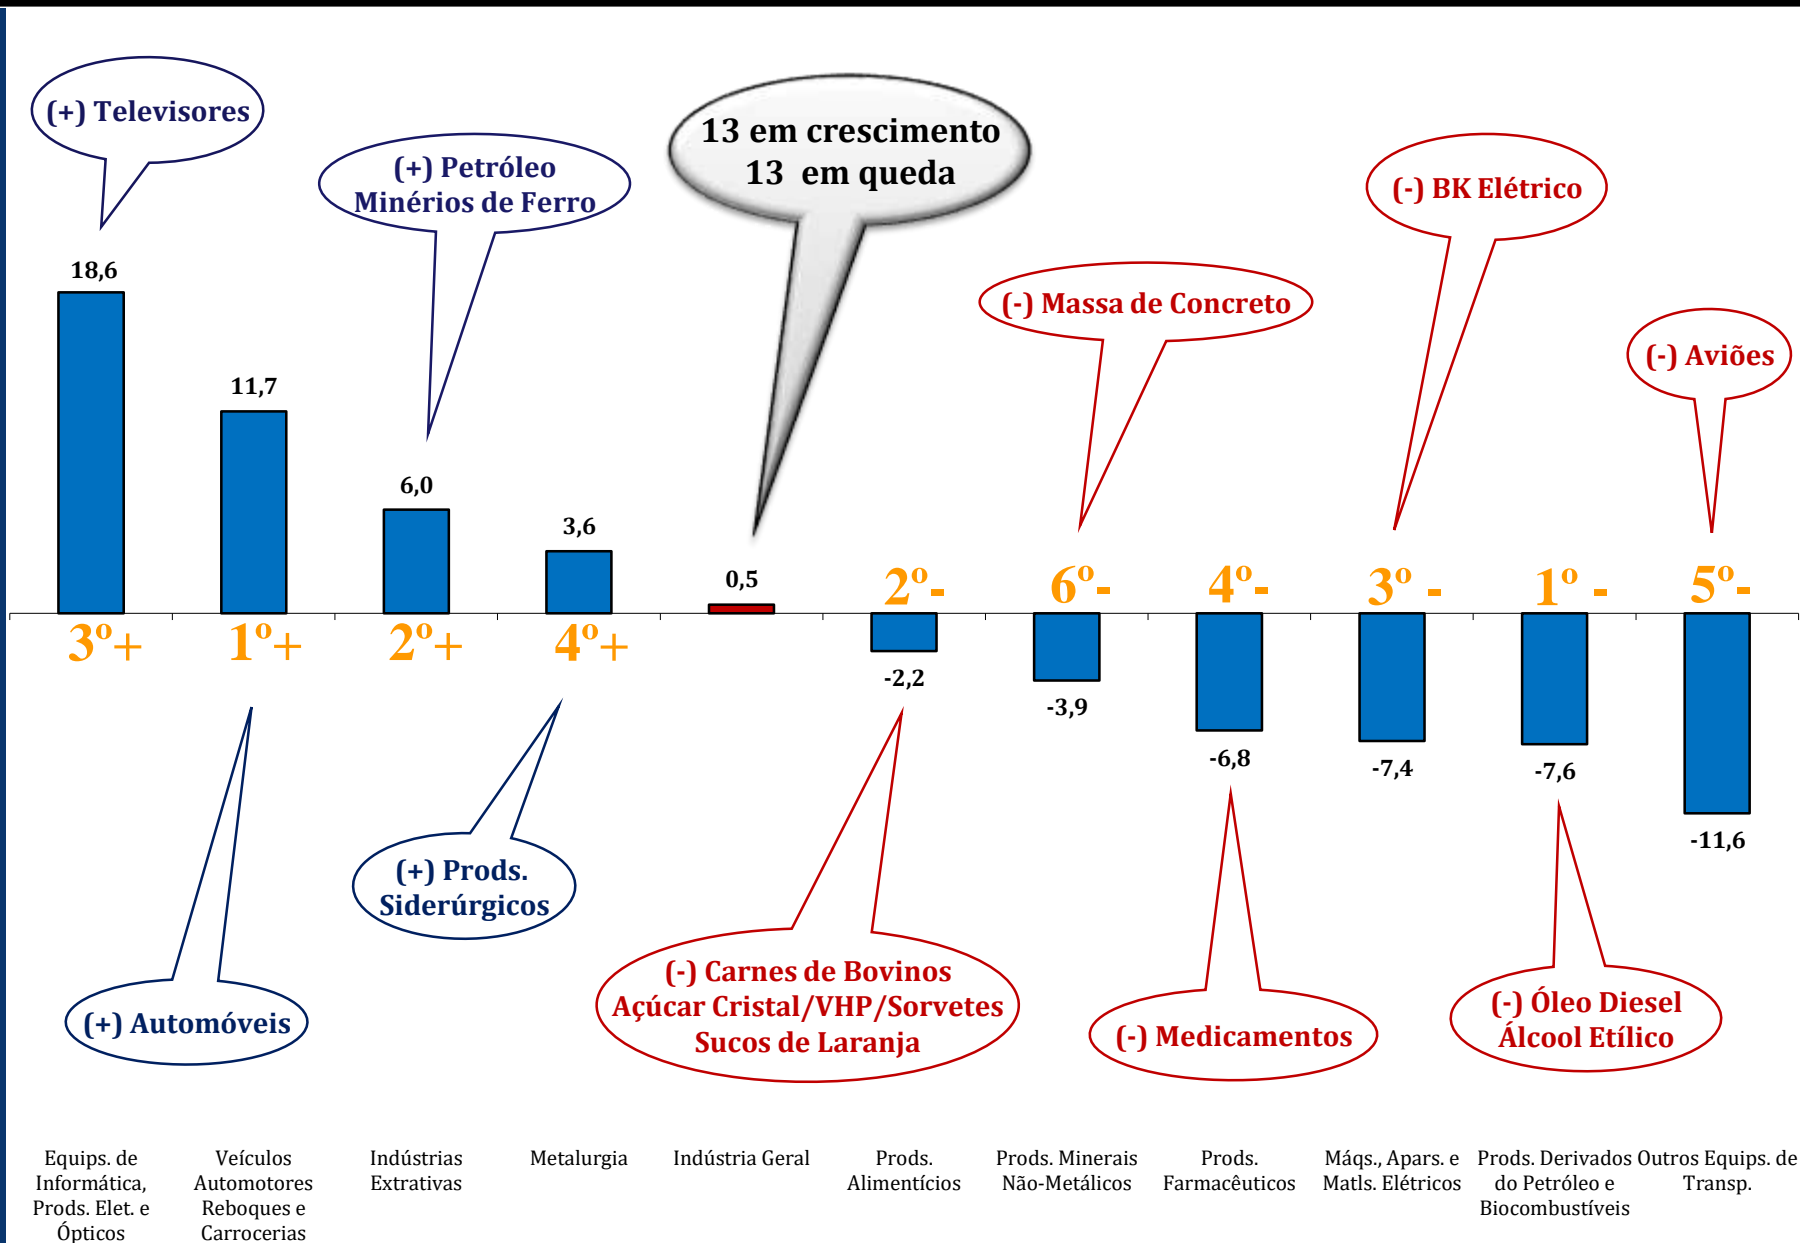 (+) Televisores
(+) Petróleo
Minérios de Ferro
13 em crescimento
13 em queda
(-) BK Elétrico
(-) Massa de Concreto
(-) Aviões
18,6
11,7
6,0
3,6
0,5
2º-
6º-
4º-
3º -
1º -
5º-
3º+
1º+
2º+
4º+
-2,2
-3,9
-6,8
-7,4
-7,6
-11,6
(+) Prods.
Siderúrgicos
(+) Automóveis
(-) Carnes de Bovinos
Açúcar Cristal/VHP/Sorvetes
Sucos de Laranja
(-) Medicamentos
(-) Óleo Diesel
Álcool Etílico
Equips. de
Informática,
Prods. Elet. e
Ópticos
Veículos
Automotores
Reboques e
Carrocerias
Indústrias
Extrativas
Metalurgia
Indústria Geral
Prods.
Alimentícios
Prods. Minerais
Não-Metálicos
Prods.
Farmacêuticos
Máqs., Apars. e
Matls. Elétricos
Prods. Derivados
do Petróleo e
Biocombustíveis
Outros Equips. de
Transp.